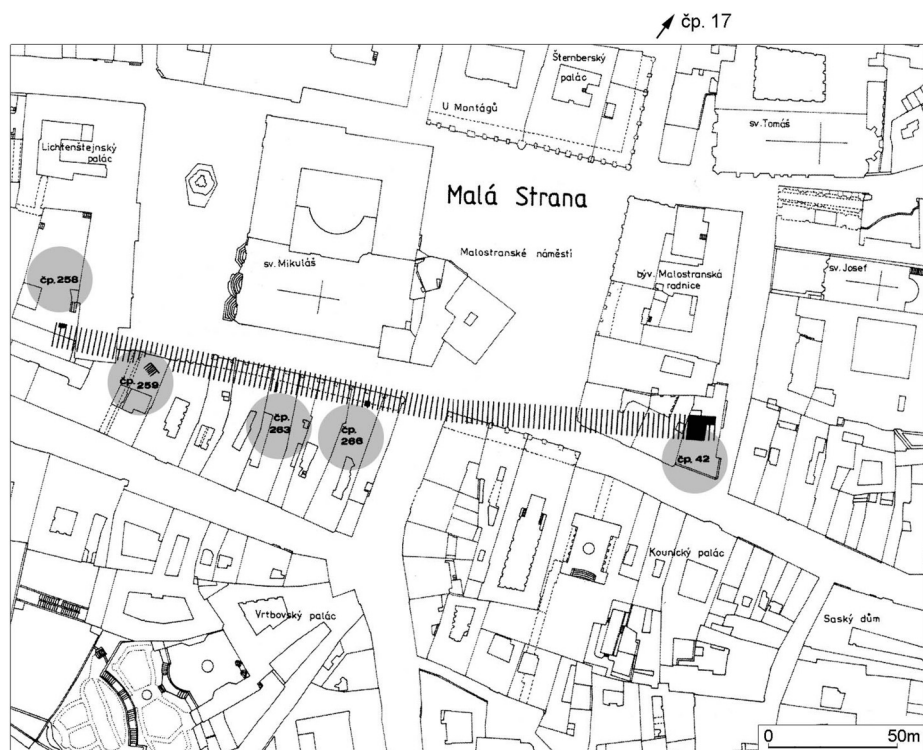 čp. 17
Šternberský
palác
U Montágů
sv. Tomáš
Lichtenštejnský
palác
Malá Strana
Malostranské náměstí
sv. Mikuláš
býv. Malostranská
radnice
sv. Josef
čp. 258
čp. 259
čp.
263
čp.
266
čp. 42
Kounický palác
Vrtbovský palác
Saský dům
0 50m